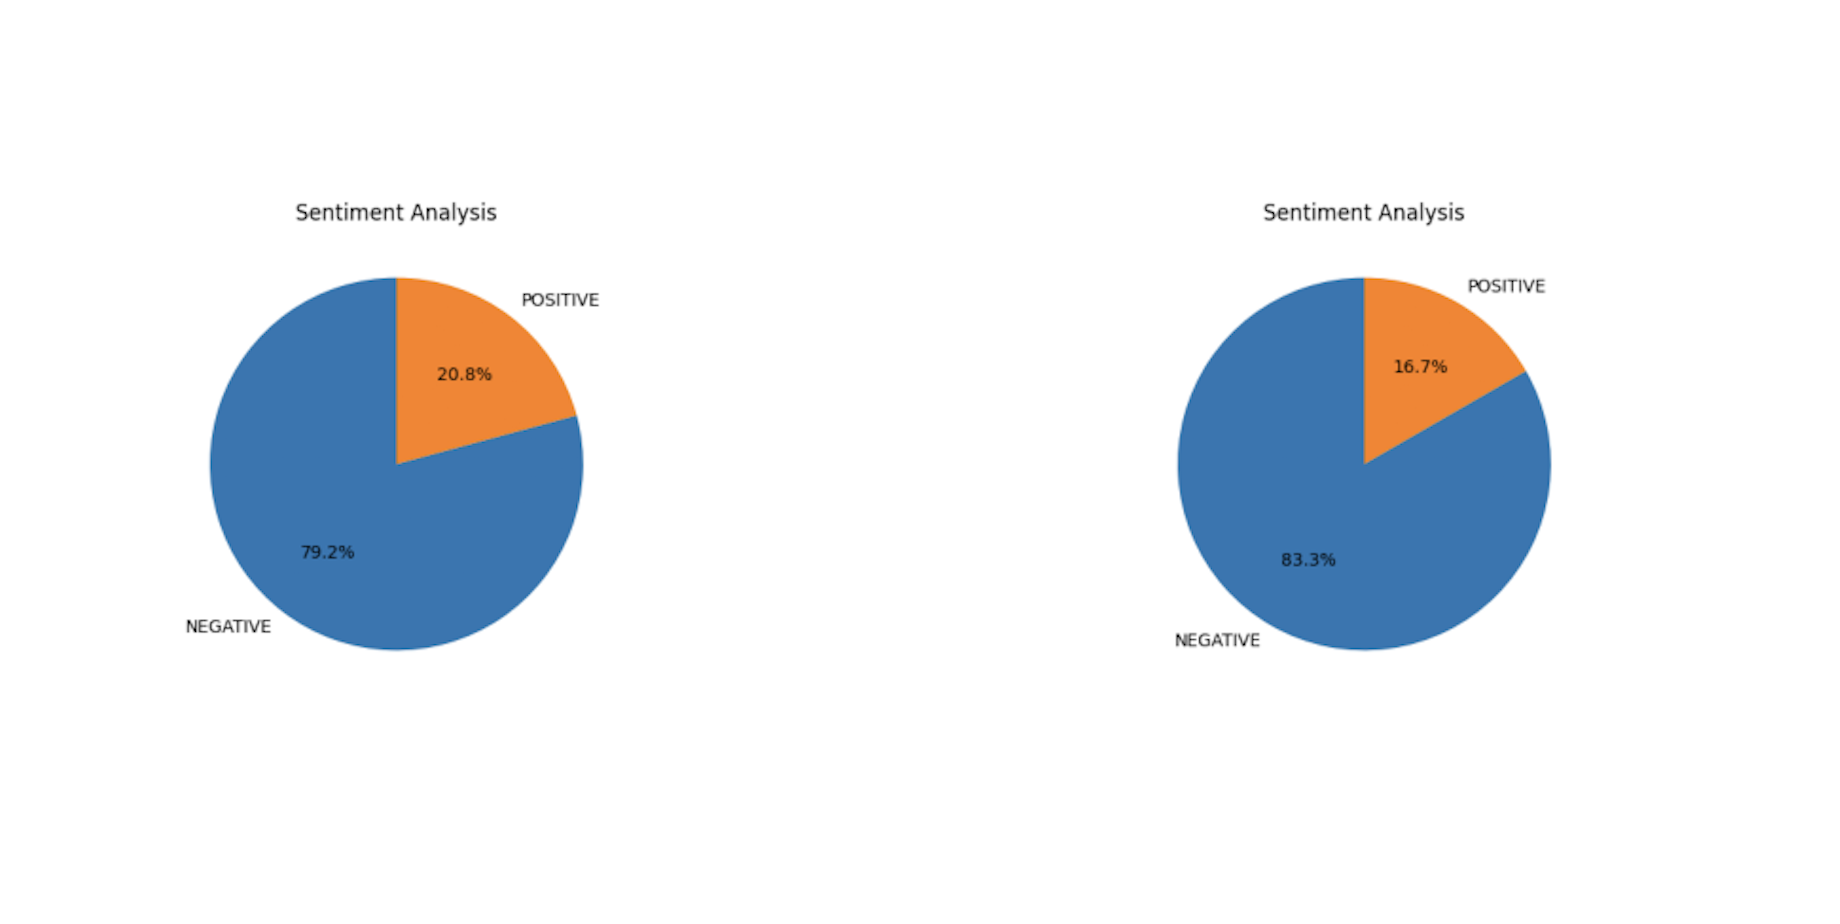 Sentiment Analysis
POSITIVE
20.8%
79.2%
NEGATIVE
Sentiment Analysis
POSITIVE
16.7%
83.3%
NEGATIVE